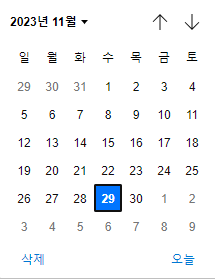 2023년 11월
일 월 화 수 목 금 토
29 30 31 1 2 3 4
5 6 7 8 9 10 11
12 13 14 15 16 17 18
19 20 21 22 23 24 25
26 27 28 29 30 1 2
3 4 5 6 7 8 9
삭제 오늘